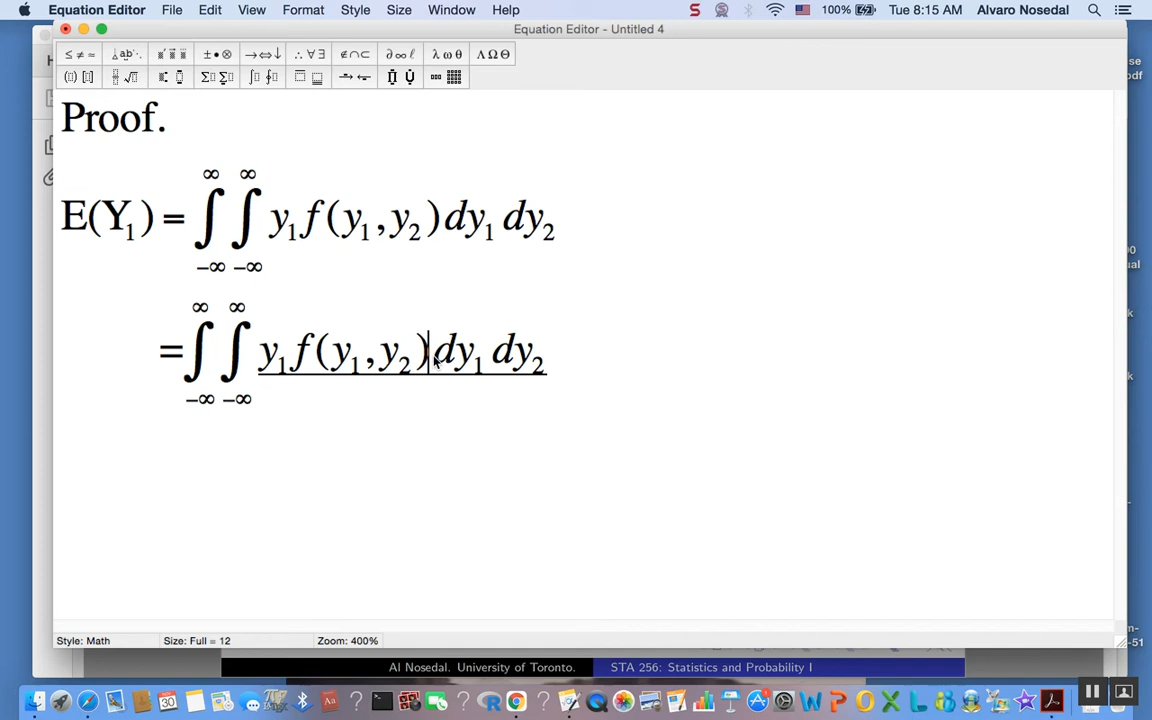 Equation Editor File Edit View Format Style Size Window Help 100% Tue 8:15 AM Alvaro Nosedal
Equation Editor - Untitled 4
Proof.
E(Y₁) = ∫_{-∞}^{∞} ∫_{-∞}^{∞} y₁ f(y₁,y₂) dy₁ dy₂
= ∫_{-∞}^{∞} ∫_{-∞}^{∞} y₁ f(y₁,y₂) dy₁ dy₂
Style: Math Size: Full = 12 Zoom: 400%
Al Nosedal. University of Toronto. STA 256: Statistics and Probability I